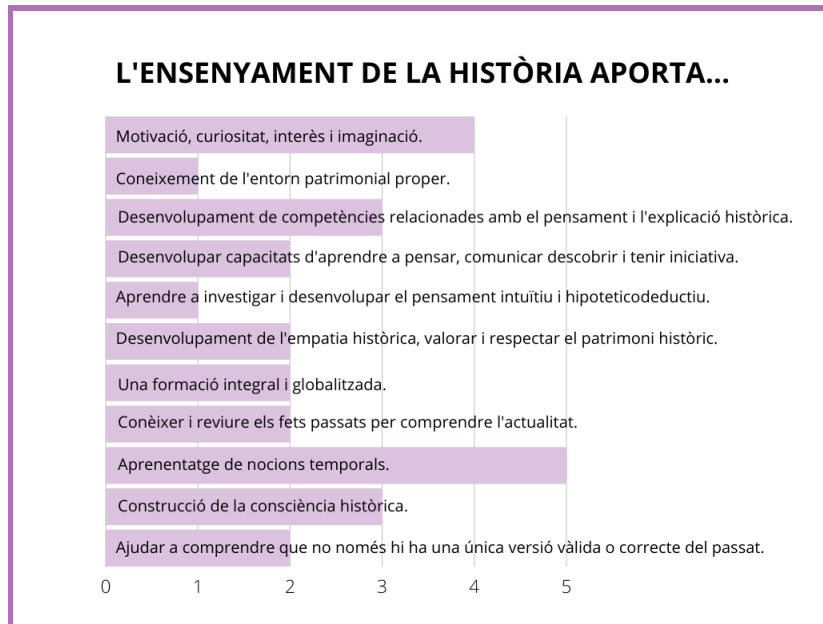 L'ENSENYAMENT DE LA HISTÒRIA APORTA...
Motivació, curiositat, interès i imaginació.
Coneixement de l'entorn patrimonial proper.
Desenvolupament de competències relacionades amb el pensament i l'explicació històrica.
Desenvolupar capacitats d'aprendre a pensar, comunicar descobrir i tenir iniciativa.
Aprendre a investigar i desenvolupar el pensament intuïtiu i hipoteticodeductiu.
Desenvolupament de l'empatia històrica, valorar i respectar el patrimoni històric.
Una formació integral i globalitzada.
Conèixer i reviure els fets passats per comprendre l'actualitat.
Aprenentatge de nocions temporals.
Construcció de la consciència històrica.
Ajudar a comprendre que no només hi ha una única versió vàlida o correcte del passat.
0 1 2 3 4 5